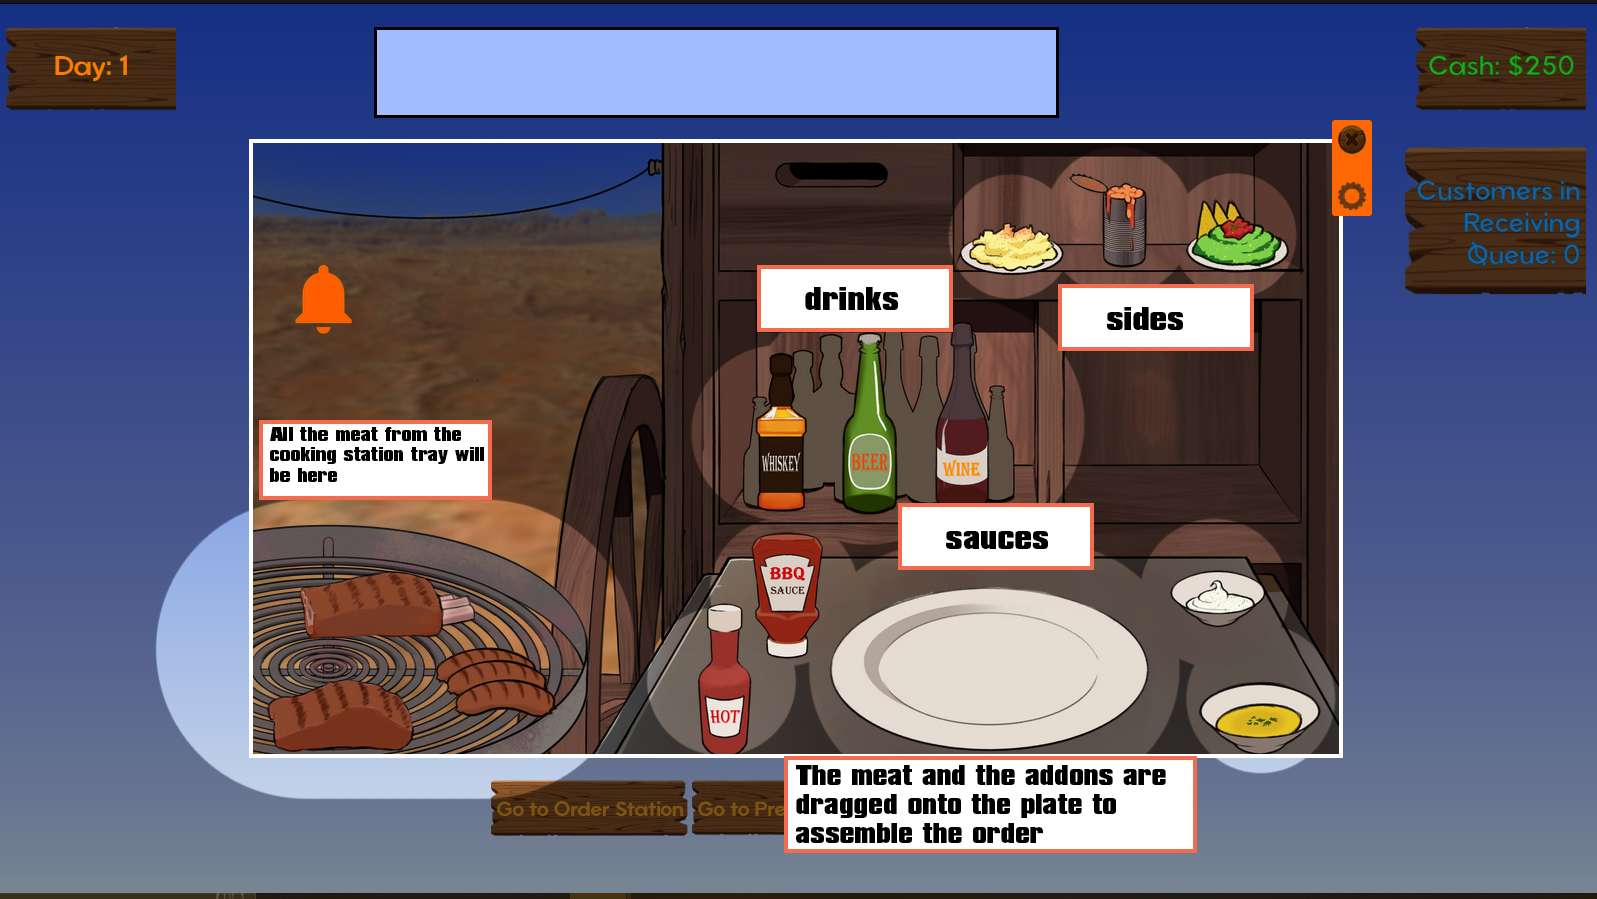 Day: 1
Cash: $250
Customers in
Receiving
Queue: 0
drinks
sides
All the meat from the
cooking station tray will
be here
WHISKEY
BEER
WINE
sauces
BBQ
SAUCE
HOT
The meat and the addons are
dragged onto the plate to
assemble the order
Go to Order Station
Go to Pre